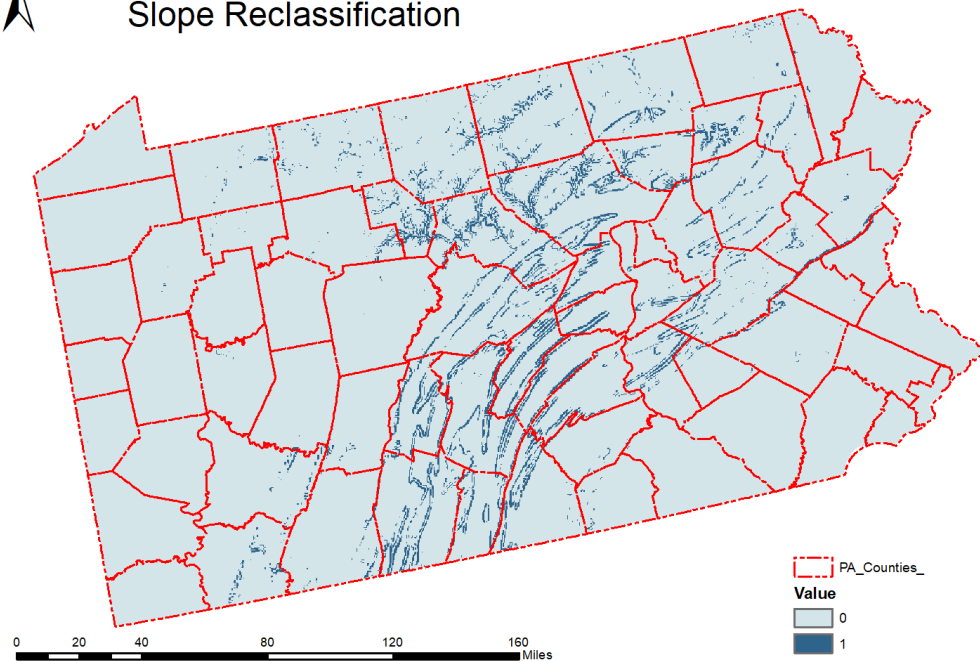 Slope Reclassification
PA_Counties_
Value
0
1
0 20 40 80 120 160
Miles